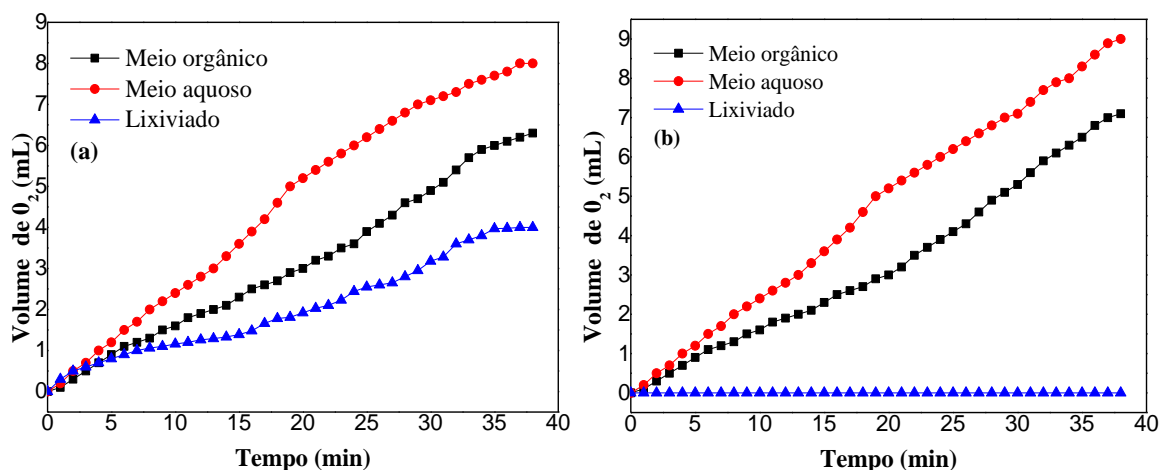 9
8
7
6
5
4
3
2
1
0
Volume de 0₂ (mL)
Meio orgânico
Meio aquoso
Lixiviado
(a)
0 5 10 15 20 25 30 35 40
Tempo (min)
9
8
7
6
5
4
3
2
1
0
Volume de 0₂ (mL)
Meio orgânico
Meio aquoso
Lixiviado
(b)
0 5 10 15 20 25 30 35 40
Tempo (min)